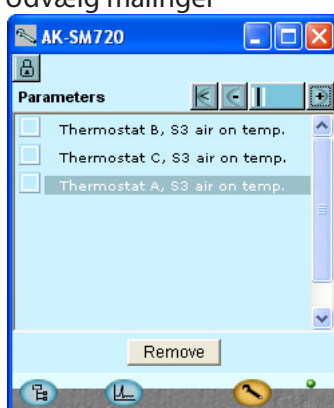 Udvælg målinger
AK-SM720
Parameters
Thermostat B, S3 air on temp.
Thermostat C, S3 air on temp.
Thermostat A, S3 air on temp.
Remove